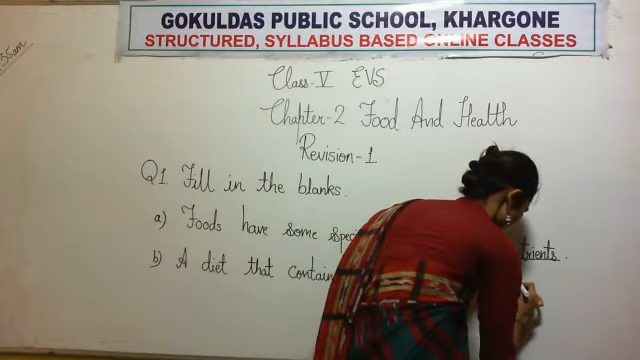 GOKULDAS PUBLIC SCHOOL, KHARGONE
STRUCTURED, SYLLABUS BASED ONLINE CLASSES
Class-V EVS
Chapter-2 Food And Health
Revision-1
Q1. Fill in the blanks.
a) Foods have some trients.
b) A diet that contain